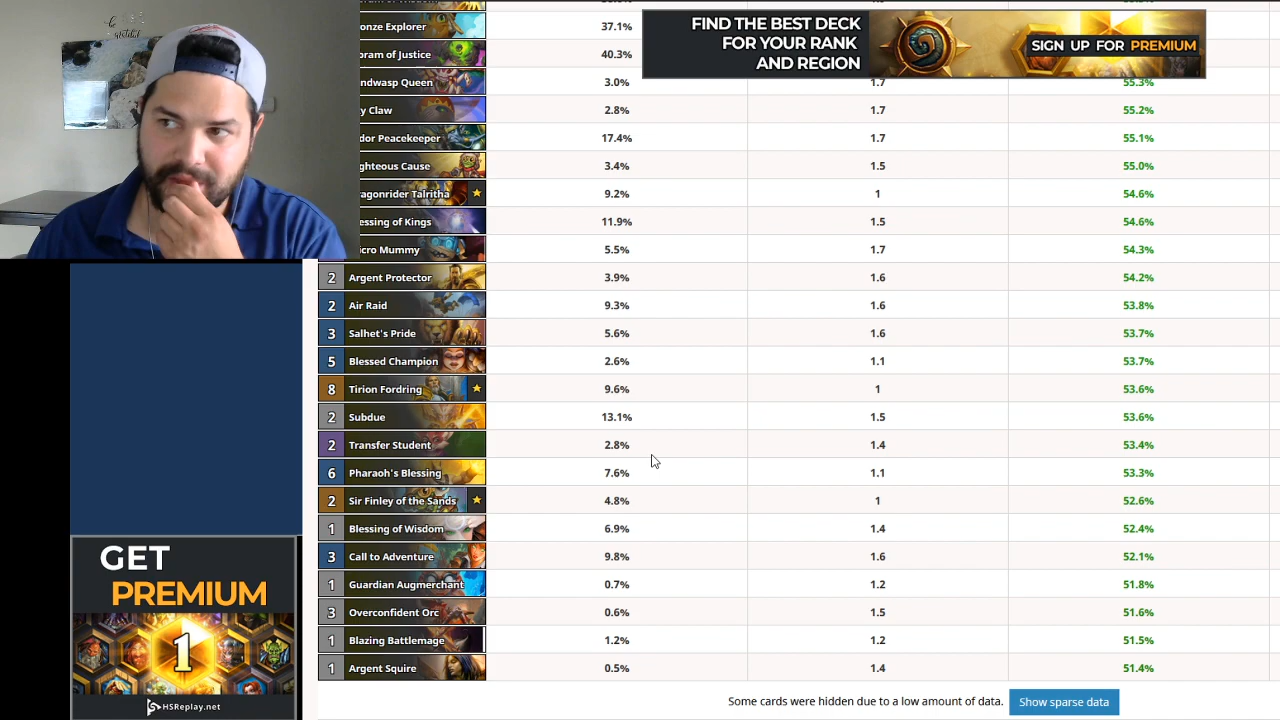 onze Explorer 37.1%
ram of Justice 40.3%
ndwasp Queen 3.0% 1.7 55.3%
y Claw 2.8% 1.7 55.2%
dor Peacekeeper 17.4% 1.7 55.1%
ghteous Cause 3.4% 1.5 55.0%
agonrider Talritha 9.2% 1 54.6%
essing of Kings 11.9% 1.5 54.6%
icro Mummy 5.5% 1.7 54.3%
2 Argent Protector 3.9% 1.6 54.2%
2 Air Raid 9.3% 1.6 53.8%
3 Salhet's Pride 5.6% 1.6 53.7%
5 Blessed Champion 2.6% 1.1 53.7%
8 Tirion Fordring 9.6% 1 53.6%
2 Subdue 13.1% 1.5 53.6%
2 Transfer Student 2.8% 1.4 53.4%
6 Pharaoh's Blessing 7.6% 1.1 53.3%
2 Sir Finley of the Sands 4.8% 1 52.6%
1 Blessing of Wisdom 6.9% 1.4 52.4%
3 Call to Adventure 9.8% 1.6 52.1%
1 Guardian Augmerchant 0.7% 1.2 51.8%
3 Overconfident Orc 0.6% 1.5 51.6%
1 Blazing Battlemage 1.2% 1.2 51.5%
1 Argent Squire 0.5% 1.4 51.4%
Some cards were hidden due to a low amount of data. Show sparse data
FIND THE BEST DECK
FOR YOUR RANK
AND REGION
SIGN UP FOR PREMIUM
GET
PREMIUM
1
HSReplay.net